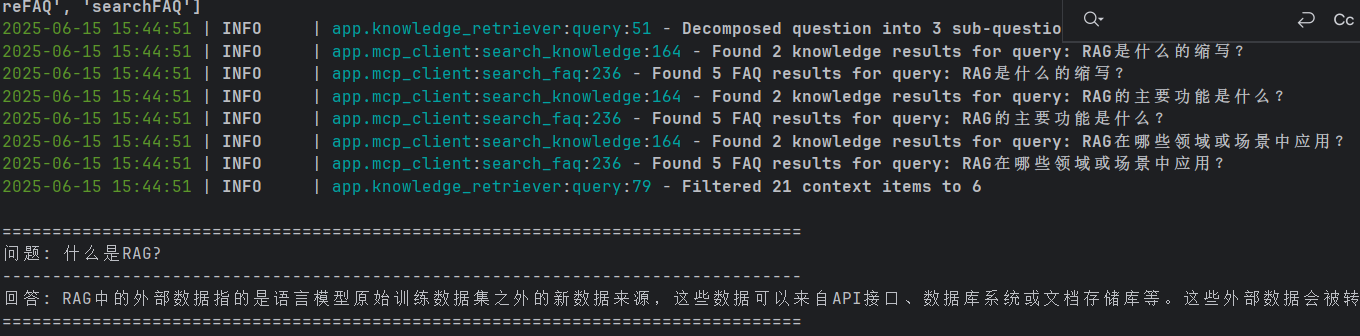 reFAQ', 'searchFAQ']
2025-06-15 15:44:51 | INFO     | app.knowledge_retriever:query:51 - Decomposed question into 3 sub-questio
Cc
2025-06-15 15:44:51 | INFO     | app.mcp_client:search_knowledge:164 - Found 2 knowledge results for query: RAG是什么的缩写？
2025-06-15 15:44:51 | INFO     | app.mcp_client:search_faq:236 - Found 5 FAQ results for query: RAG是什么的缩写？
2025-06-15 15:44:51 | INFO     | app.mcp_client:search_knowledge:164 - Found 2 knowledge results for query: RAG的主要功能是什么？
2025-06-15 15:44:51 | INFO     | app.mcp_client:search_faq:236 - Found 5 FAQ results for query: RAG的主要功能是什么？
2025-06-15 15:44:51 | INFO     | app.mcp_client:search_knowledge:164 - Found 2 knowledge results for query: RAG在哪些领域或场景中应用？
2025-06-15 15:44:51 | INFO     | app.mcp_client:search_faq:236 - Found 5 FAQ results for query: RAG在哪些领域或场景中应用？
2025-06-15 15:44:51 | INFO     | app.knowledge_retriever:query:79 - Filtered 21 context items to 6
================================================================================
问题: 什么是RAG?
--------------------------------------------------------------------------------
回答: RAG中的外部数据指的是语言模型原始训练数据集之外的新数据来源，这些数据可以来自API接口、数据库系统或文档存储库等。这些外部数据会被转
================================================================================